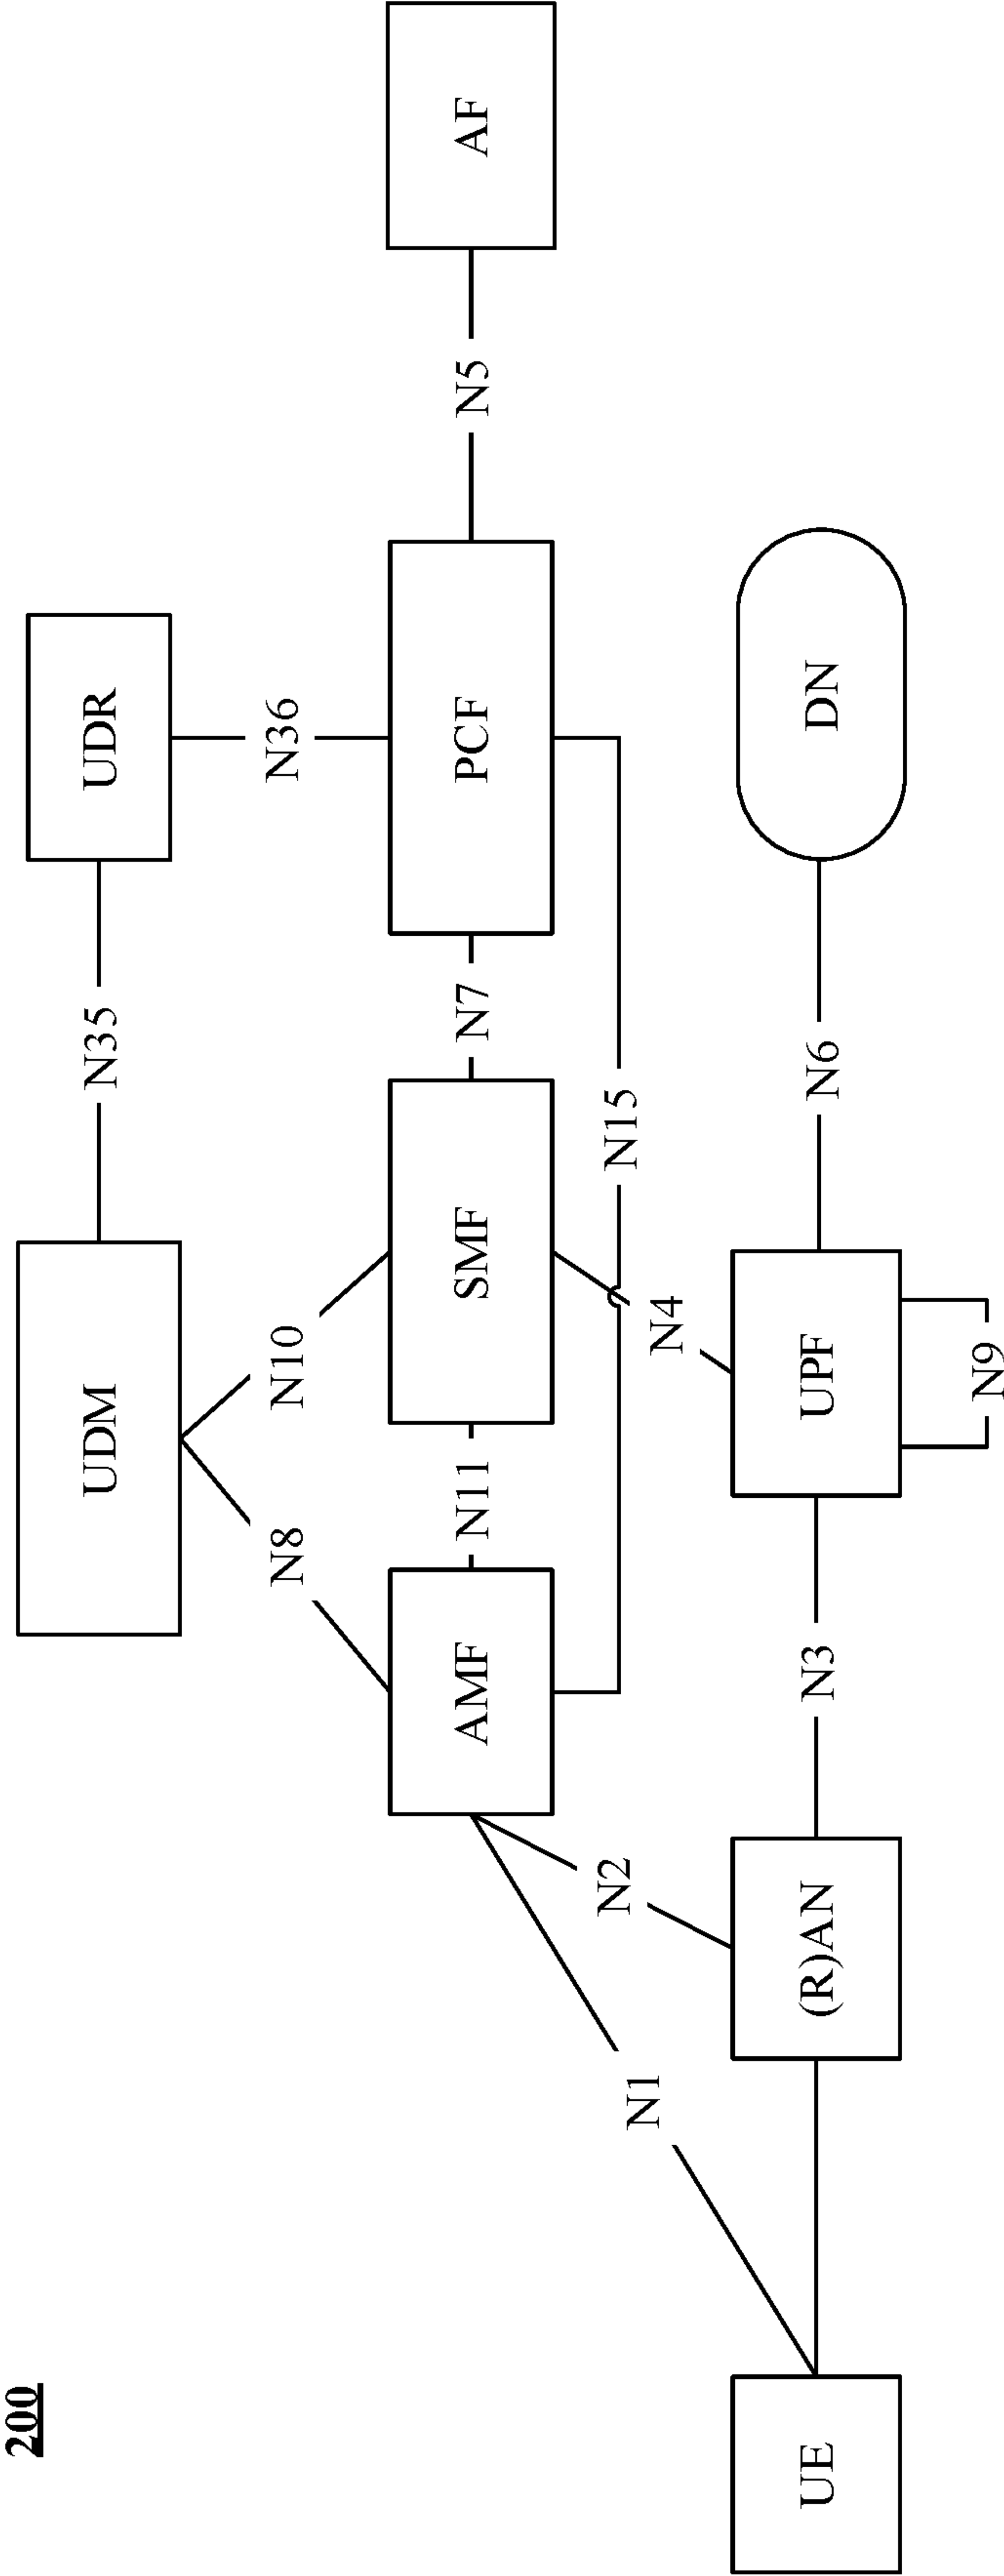 200
UDM
N35
UDR
N8
N10
N36
AMF
N11
SMF
N7
PCF
N5
AF
N15
N1
N2
N4
UE
(R)AN
N3
UPF
N6
DN
N9